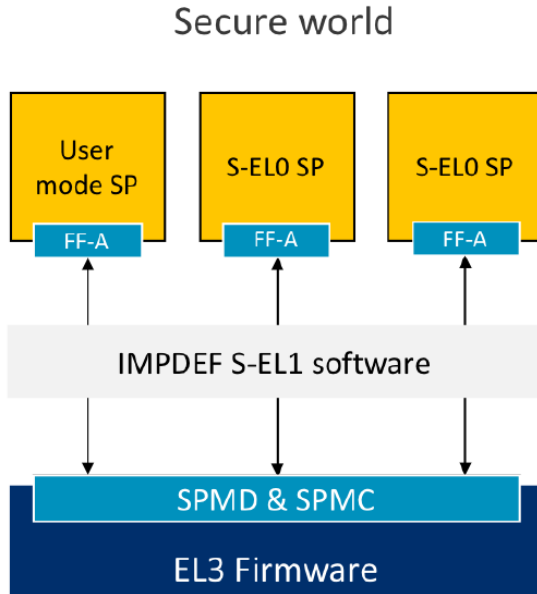 Secure world
User
mode SP
S-EL0 SP
S-EL0 SP
FF-A
FF-A
FF-A
IMPDEF S-EL1 software
SPMD & SPMC
EL3 Firmware